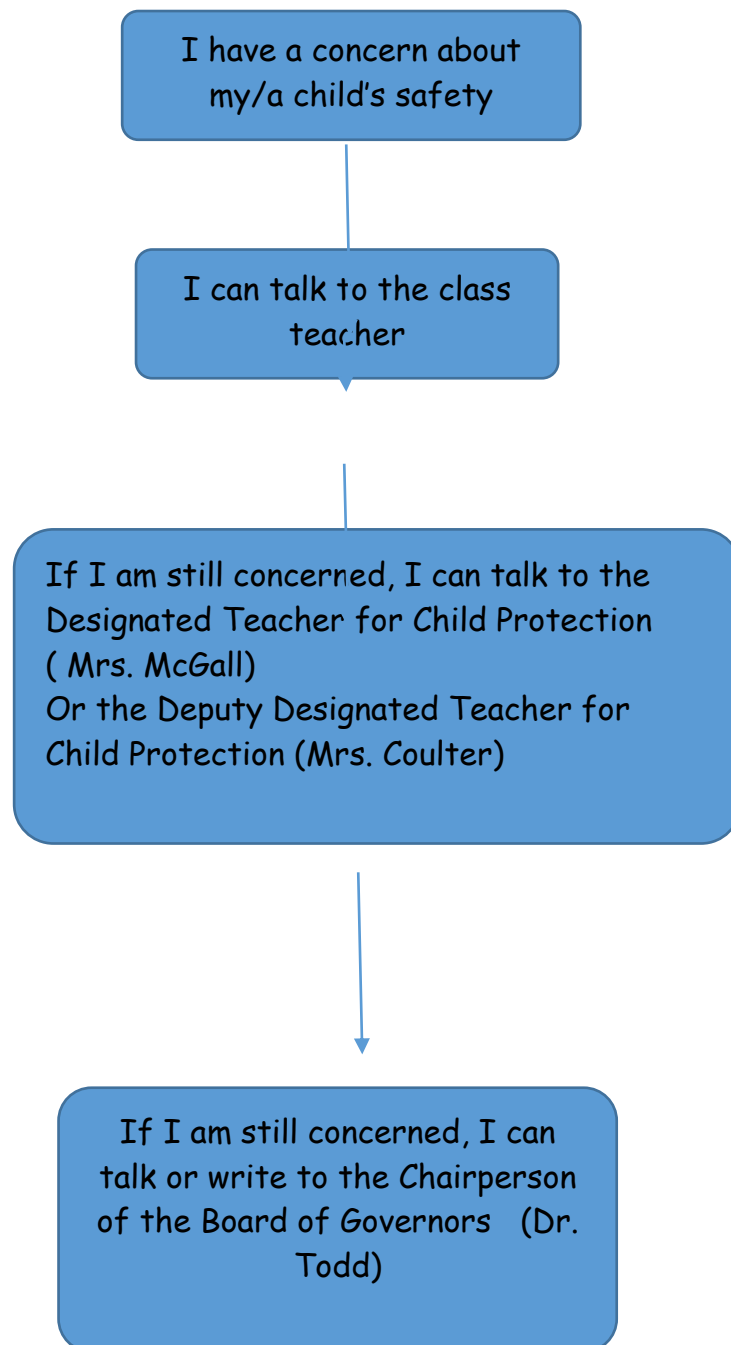 I have a concern about
my/a child's safety
I can talk to the class
teacher
If I am still concerned, I can talk to the
Designated Teacher for Child Protection
( Mrs. McGall)
Or the Deputy Designated Teacher for
Child Protection (Mrs. Coulter)
If I am still concerned, I can
talk or write to the Chairperson
of the Board of Governors (Dr.
Todd)